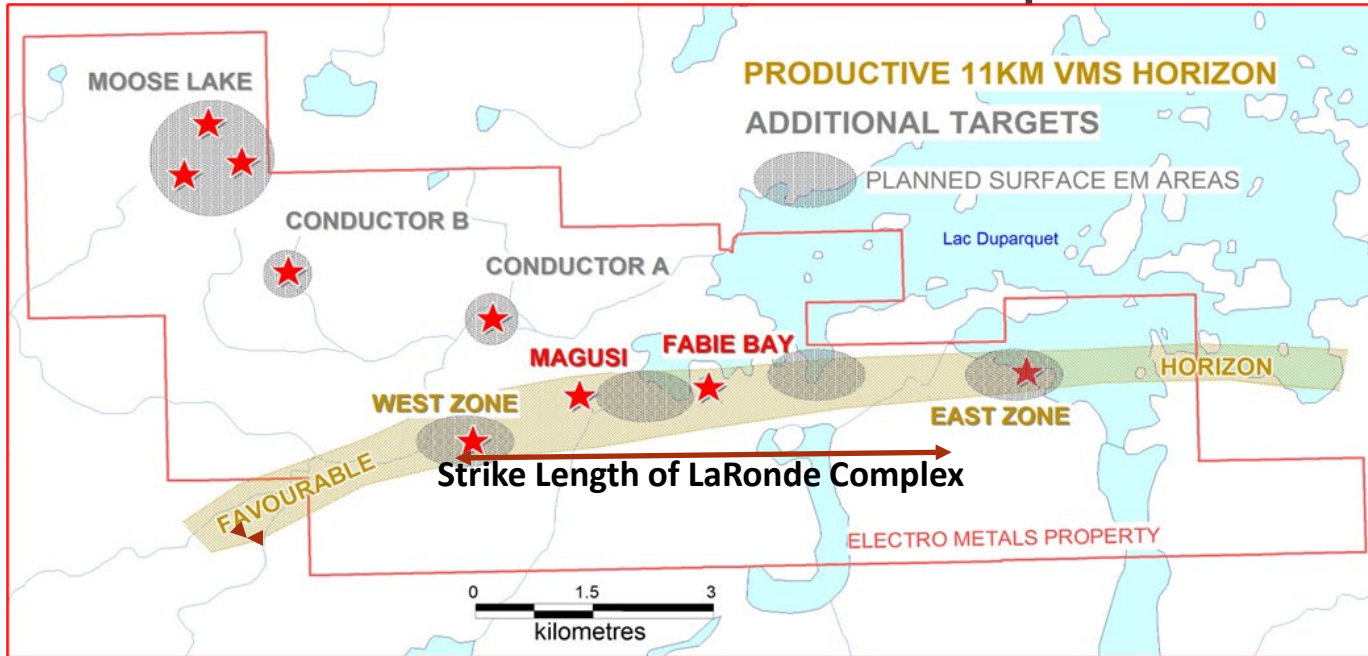 MOOSE LAKE
PRODUCTIVE 11KM VMS HORIZON
ADDITIONAL TARGETS
PLANNED SURFACE EM AREAS
CONDUCTOR B
Lac Duparquet
CONDUCTOR A
MAGUSI
FABIE BAY
HORIZON
WEST ZONE
EAST ZONE
Strike Length of LaRonde Complex
FAVOURABLE
ELECTRO METALS PROPERTY
0 1.5 3
kilometres